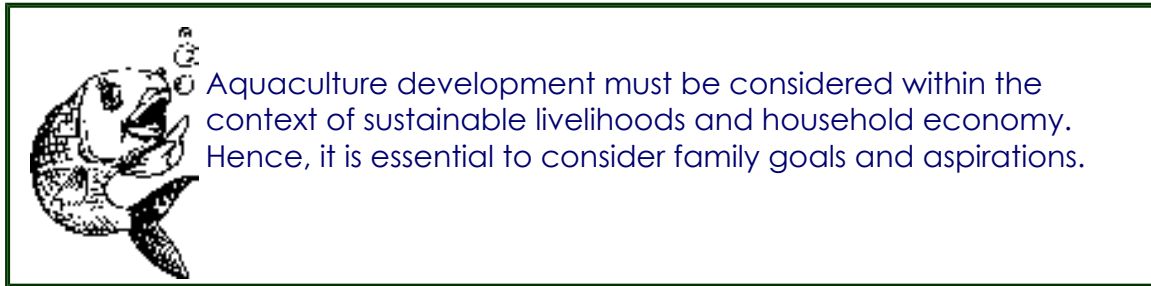 Aquaculture development must be considered within the
context of sustainable livelihoods and household economy.
Hence, it is essential to consider family goals and aspirations.